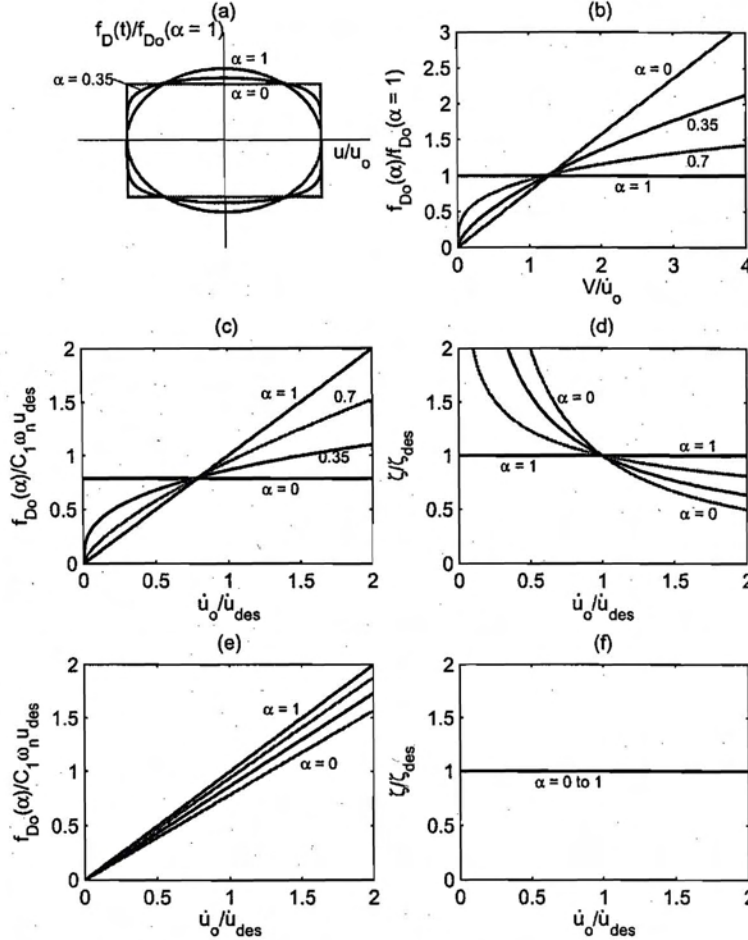 (a)
f_D(t)/f_Do(α = 1)
α = 1
α = 0.35
α = 0
u/u_o
(b)
f_Do(α)/f_Do(α = 1)
3
2.5
2
1.5
1
0.5
0
α = 0
0.35
0.7
α = 1
0 1 2 3 4
V/u̇_o
(c)
f_Do(α)/C_1 ω_n u_des
2
1.5
1
0.5
0
α = 1
0.7
0.35
α = 0
0 0.5 1 1.5 2
u̇_o/u̇_des
(d)
ζ/ζ_des
2
1.5
1
0.5
0
α = 0
α = 1
α = 1
α = 0
0 0.5 1 1.5 2
u̇_o/u̇_des
(e)
f_Do(α)/C_1 ω_n u_des
2
1.5
1
0.5
0
α = 1
α = 0
0 0.5 1 1.5 2
u̇_o/u̇_des
(f)
ζ/ζ_des
2
1.5
1
0.5
0
α = 0 to 1
0 0.5 1 1.5 2
u̇_o/u̇_des